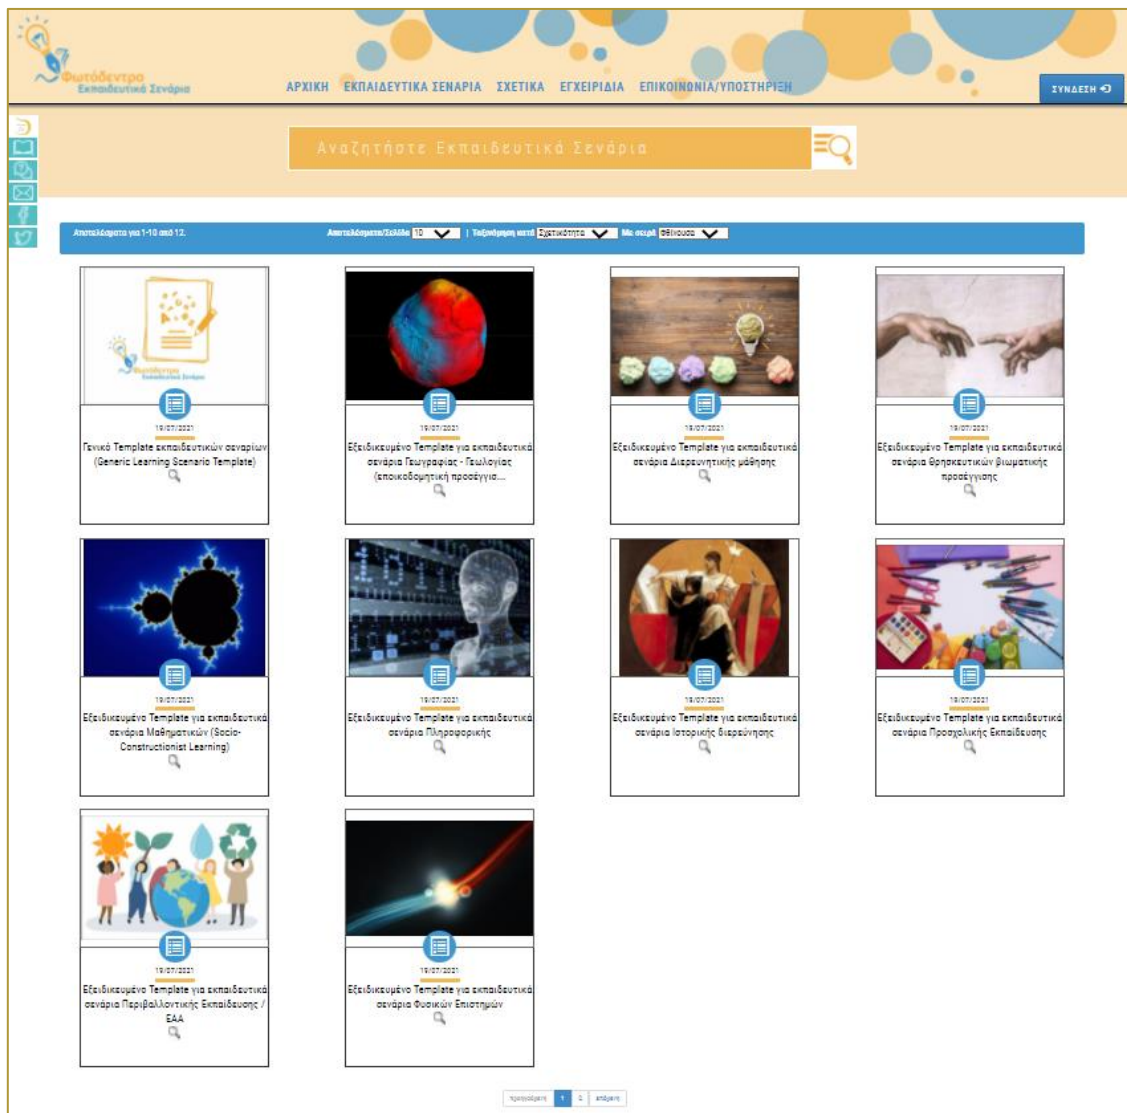 Φωτόδεντρο
Εκπαιδευτικά Σενάρια
ΑΡΧΙΚΗ ΕΚΠΑΙΔΕΥΤΙΚΑ ΣΕΝΑΡΙΑ ΣΧΕΤΙΚΑ ΕΓΧΕΙΡΙΔΙΑ ΕΠΙΚΟΙΝΩΝΙΑ/ΥΠΟΣΤΗΡΙΞΗ
ΣΥΝΔΕΣΗ
Αναζητήστε Εκπαιδευτικά Σενάρια
Αποτελέσματα για 1-10 από 12.
Αποτελέσματα/Σελίδα 10 | Ταξινόμηση κατά Σχετικότητα Με σειρά Φθίνουσα
Φωτόδεντρο
Εκπαιδευτικά Σενάρια
19/07/2021
Γενικό Template εκπαιδευτικών σεναρίων
(Generic Learning Scenario Template)
19/07/2021
Εξειδικευμένο Template για εκπαιδευτικά
σενάρια Γεωγραφίας - Γεωλογίας
(εποικοδομητική προσέγγισ...
19/07/2021
Εξειδικευμένο Template για εκπαιδευτικά
σενάρια Διερευνητικής μάθησης
19/07/2021
Εξειδικευμένο Template για εκπαιδευτικά
σενάρια Θρησκευτικών βιωματικής
προσέγγισης
19/07/2021
Εξειδικευμένο Template για εκπαιδευτικά
σενάρια Μαθηματικών (Socio-
Constructionist Learning)
19/07/2021
Εξειδικευμένο Template για εκπαιδευτικά
σενάρια Πληροφορικής
19/07/2021
Εξειδικευμένο Template για εκπαιδευτικά
σενάρια Ιστορικής διερεύνησης
19/07/2021
Εξειδικευμένο Template για εκπαιδευτικά
σενάρια Προσχολικής Εκπαίδευσης
19/07/2021
Εξειδικευμένο Template για εκπαιδευτικά
σενάρια Περιβαλλοντικής Εκπαίδευσης /
ΕΑΑ
19/07/2021
Εξειδικευμένο Template για εκπαιδευτικά
σενάρια Φυσικών Επιστημών
προηγούμενη 1 2 επόμενη